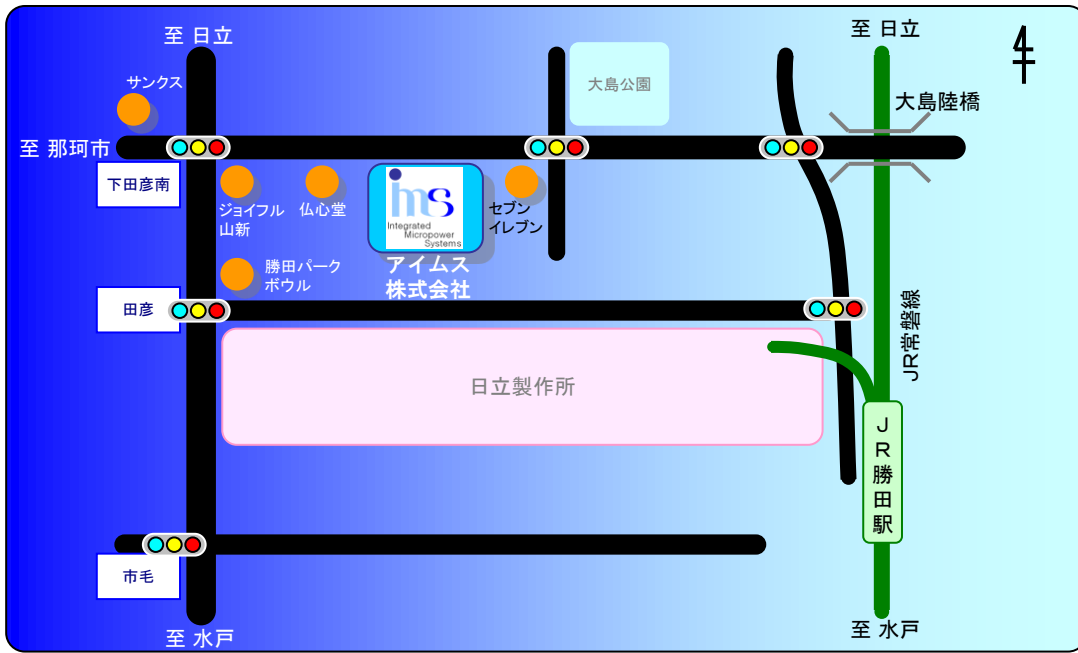 至 日立
至 日立
サンクス
大島公園
大島陸橋
至 那珂市
下田彦南
ジョイフル
山新
仏心堂
ims
Integrated
Micropower
Systems
セブン
イレブン
アイムス
株式会社
勝田パーク
ボウル
田彦
JR常磐線
日立製作所
JR勝田駅
市毛
至 水戸
至 水戸